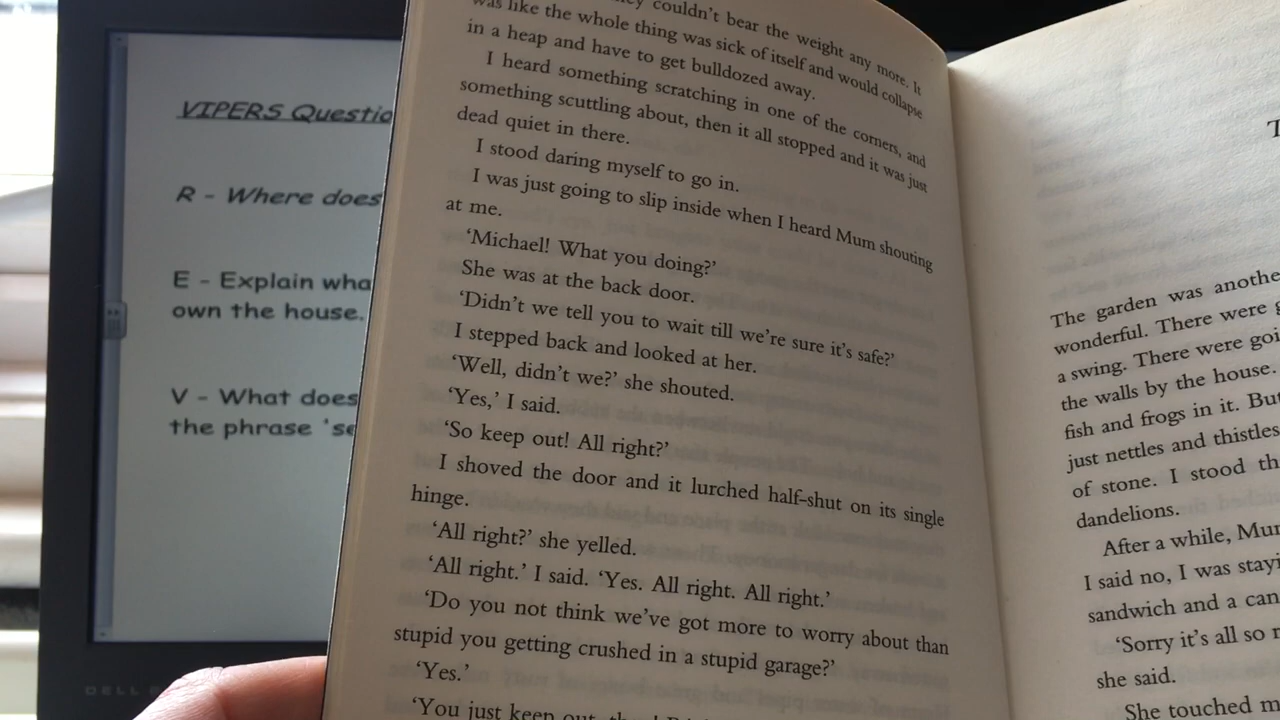 VIPERS
R - Where does
E - Explain
own the house.
V - What does
the phrase
couldn't bear the weight any more. It
was like the whole thing was sick of itself and would collapse
in a heap and have to get bulldozed away.
I heard something scratching in one of the corners, and
something scuttling about, then it all stopped and it was just
dead quiet in there.
I stood daring myself to go in.
I was just going to slip inside when I heard Mum shouting
at me.
‘Michael! What you doing?’
She was at the back door.
‘Didn’t we tell you to wait till we’re sure it’s safe?’
I stepped back and looked at her.
‘Well, didn’t we?’ she shouted.
‘Yes,’ I said.
‘So keep out! All right?’
I shoved the door and it lurched half-shut on its single
hinge.
‘All right?’ she yelled.
‘All right.’ I said. ‘Yes. All right. All right.’
‘Do you not think we’ve got more to worry about than
stupid you getting crushed in a stupid garage?’
‘Yes.’
‘You just keep out
The garden was
wonderful. There were
a swing. There were
the walls by the house.
fish and frogs in it. But
just nettles and thistles
of stone. I stood
dandelions.
After a while,
I said no, I was
sandwich and a
‘Sorry it’s all so
she said.
She touched
DELL